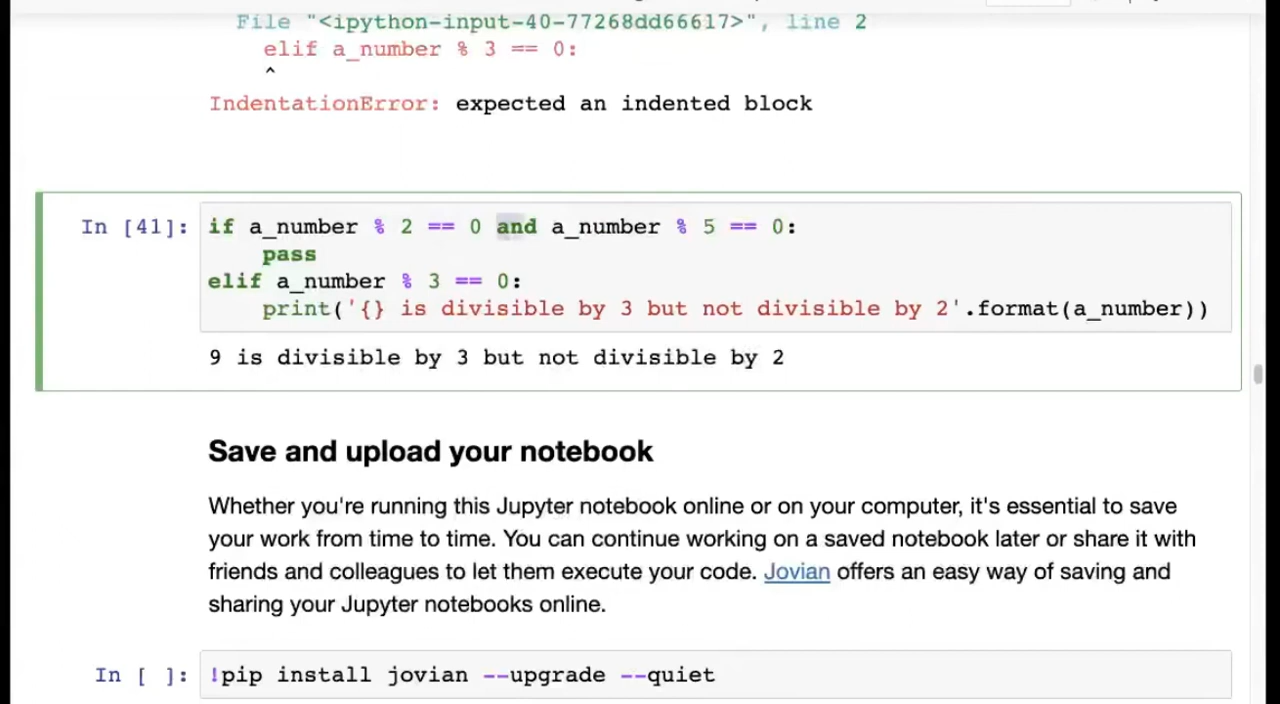 File "<ipython-input-40-77268dd66617>", line 2
elif a_number % 3 == 0:
^
IndentationError: expected an indented block
In [41]: if a_number % 2 == 0 and a_number % 5 == 0:
pass
elif a_number % 3 == 0:
print('{} is divisible by 3 but not divisible by 2'.format(a_number))
9 is divisible by 3 but not divisible by 2
Save and upload your notebook
Whether you're running this Jupyter notebook online or on your computer, it's essential to save
your work from time to time. You can continue working on a saved notebook later or share it with
friends and colleagues to let them execute your code. Jovian offers an easy way of saving and
sharing your Jupyter notebooks online.
In [ ]: !pip install jovian --upgrade --quiet